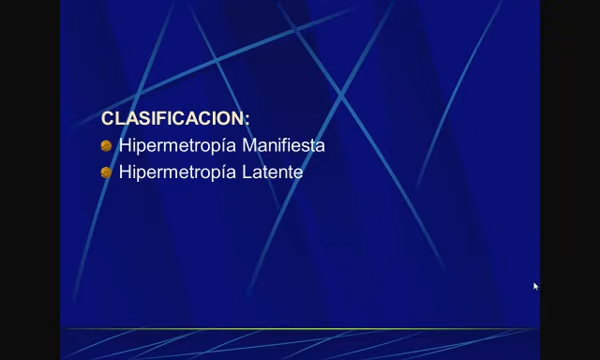 CLASIFICACION:
Hipermetropía Manifiesta
Hipermetropía Latente